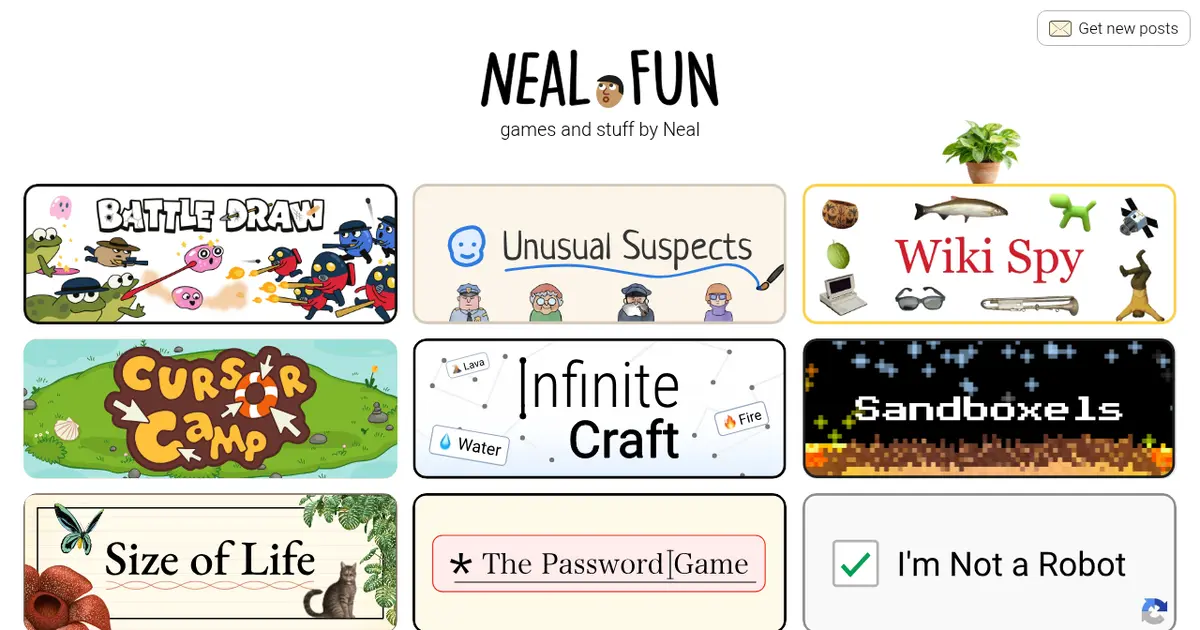 Get new posts
NEAL FUN
games and stuff by Neal
BATTLE DRAW
Unusual Suspects
Wiki Spy
CURSOR
CAMP
Lava
Infinite
Craft
Water
Fire
Sandboxels
Size of Life
* The Password Game
I'm Not a Robot